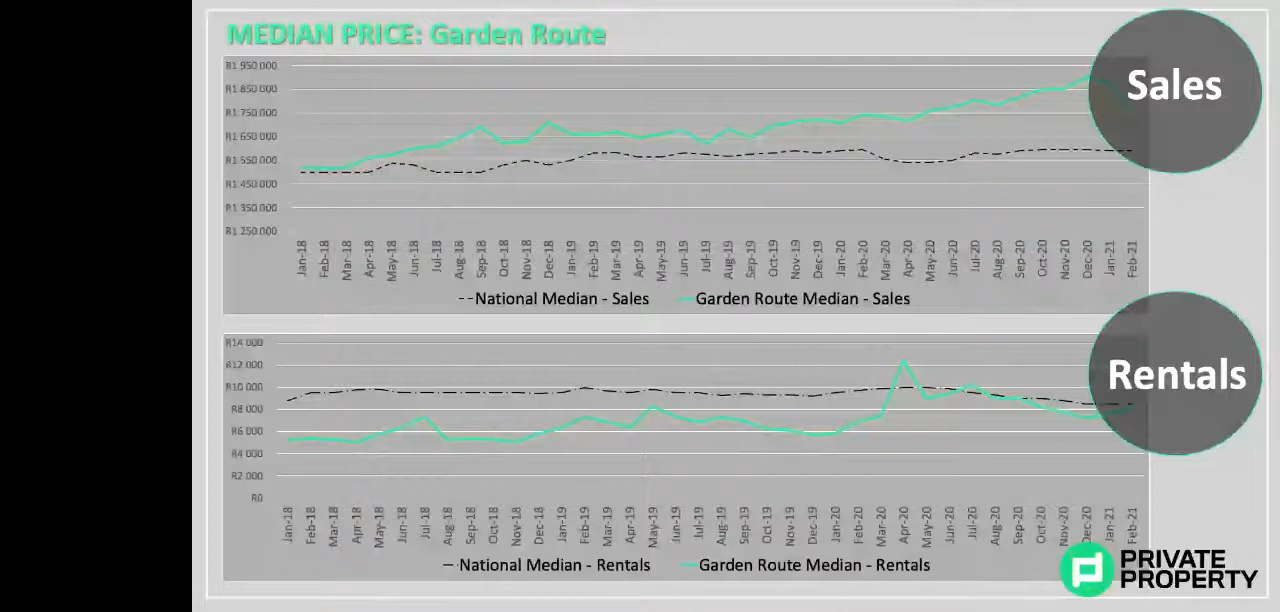 MEDIAN PRICE: Garden Route
Sales
R1 950 000
R1 850 000
R1 750 000
R1 650 000
R1 550 000
R1 450 000
R1 350 000
R1 250 000
Jan-18
Feb-18
Mar-18
Apr-18
May-18
Jun-18
Jul-18
Aug-18
Sep-18
Oct-18
Nov-18
Dec-18
Jan-19
Feb-19
Mar-19
Apr-19
May-19
Jun-19
Jul-19
Aug-19
Sep-19
Oct-19
Nov-19
Dec-19
Jan-20
Feb-20
Mar-20
Apr-20
May-20
Jun-20
Jul-20
Aug-20
Sep-20
Oct-20
Nov-20
Dec-20
Jan-21
Feb-21
National Median - Sales
Garden Route Median - Sales
Rentals
R14 000
R12 000
R10 000
R8 000
R6 000
R4 000
R2 000
R0
Jan-18
Feb-18
Mar-18
Apr-18
May-18
Jun-18
Jul-18
Aug-18
Sep-18
Oct-18
Nov-18
Dec-18
Jan-19
Feb-19
Mar-19
Apr-19
May-19
Jun-19
Jul-19
Aug-19
Sep-19
Oct-19
Nov-19
Dec-19
Jan-20
Feb-20
Mar-20
Apr-20
May-20
Jun-20
Jul-20
Aug-20
Sep-20
Oct-20
Nov-20
Dec-20
Jan-21
Feb-21
National Median - Rentals
Garden Route Median - Rentals
PRIVATE
PROPERTY